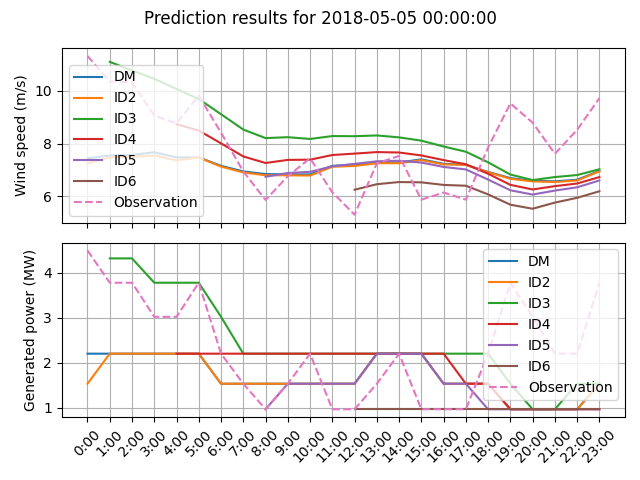 Prediction results for 2018-05-05 00:00:00
Wind speed (m/s)
10
8
6
DM
ID2
ID3
ID4
ID5
ID6
Observation
Generated power (MW)
4
3
2
1
DM
ID2
ID3
ID4
ID5
ID6
Observation
0:00 1:00 2:00 3:00 4:00 5:00 6:00 7:00 8:00 9:00 10:00 11:00 12:00 13:00 14:00 15:00 16:00 17:00 18:00 19:00 20:00 21:00 22:00 23:00